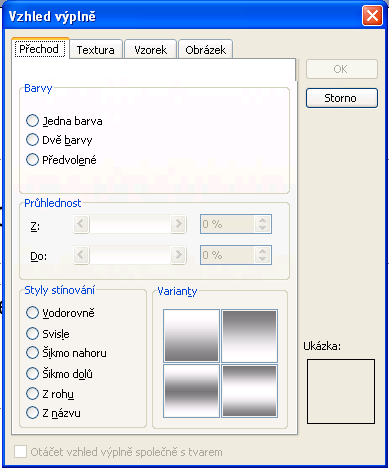 Vzhled výplně
Přechod Textura Vzorek Obrázek
OK
Storno
Barvy
Jedna barva
Dvě barvy
Předvolené
Průhlednost
Z: 0 %
Do: 0 %
Styly stínování
Vodorovně
Svisle
Šikmo nahoru
Šikmo dolů
Z rohu
Z názvu
Varianty
Ukázka:
Otáčet vzhled výplně společně s tvarem